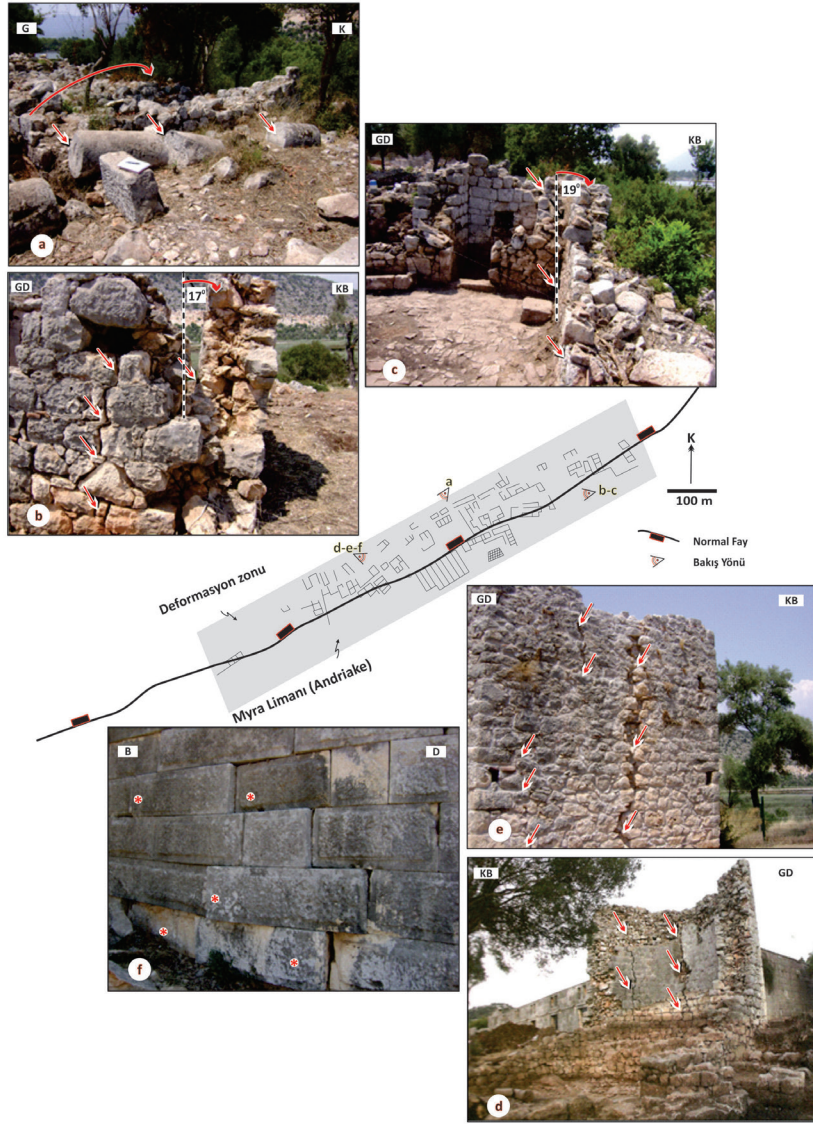 G
K
a
GD
KB
19°
c
GD
KB
17°
b
K
100 m
a
b-c
d-e-f
Normal Fay
Bakış Yönü
Deformasyon zonu
Myra Limanı (Andriake)
GD
KB
e
B
D
f
KB
GD
d